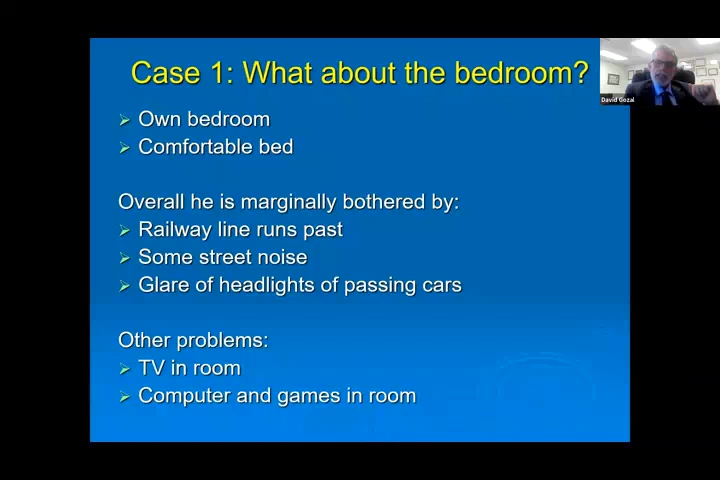 Case 1: What about the bedroom?
David Gozal
Own bedroom
Comfortable bed
Overall he is marginally bothered by:
Railway line runs past
Some street noise
Glare of headlights of passing cars
Other problems:
TV in room
Computer and games in room